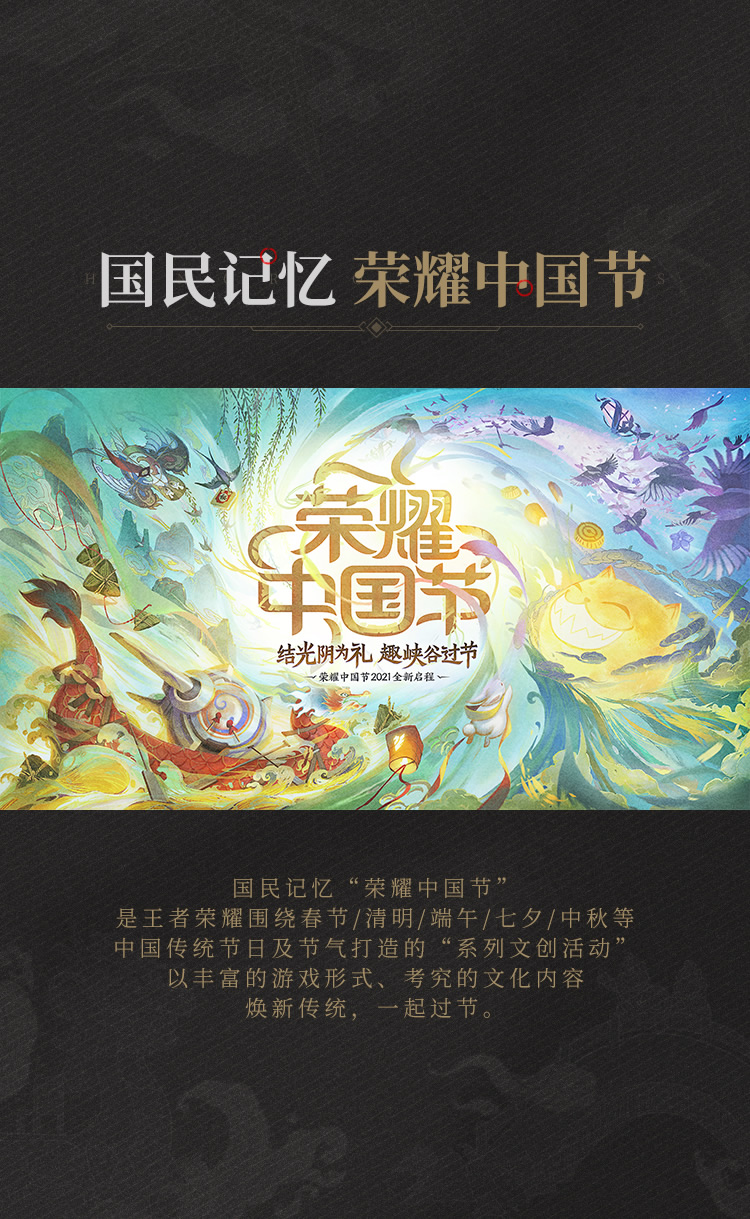 国民记忆 荣耀中国节
荣耀
中国节
结光阴为礼 趣峡谷过节
荣耀中国节2021全新启程
国民记忆“荣耀中国节”
是王者荣耀围绕春节/清明/端午/七夕/中秋等
中国传统节日及节气打造的“系列文创活动”
以丰富的游戏形式、考究的文化内容
焕新传统，一起过节。